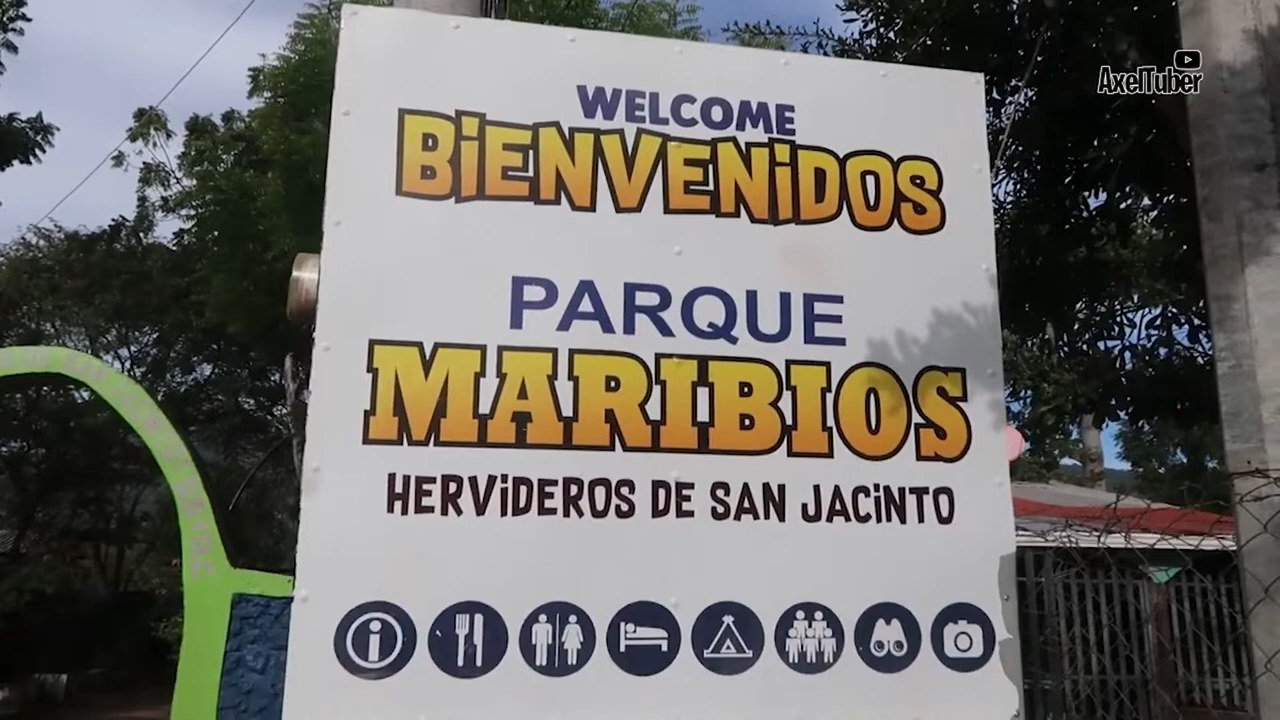 AxelTuber
WELCOME
BiENVENiDOS
PARQUE
MARIBIOS
HERViDEROS DE SAN JACiNTO